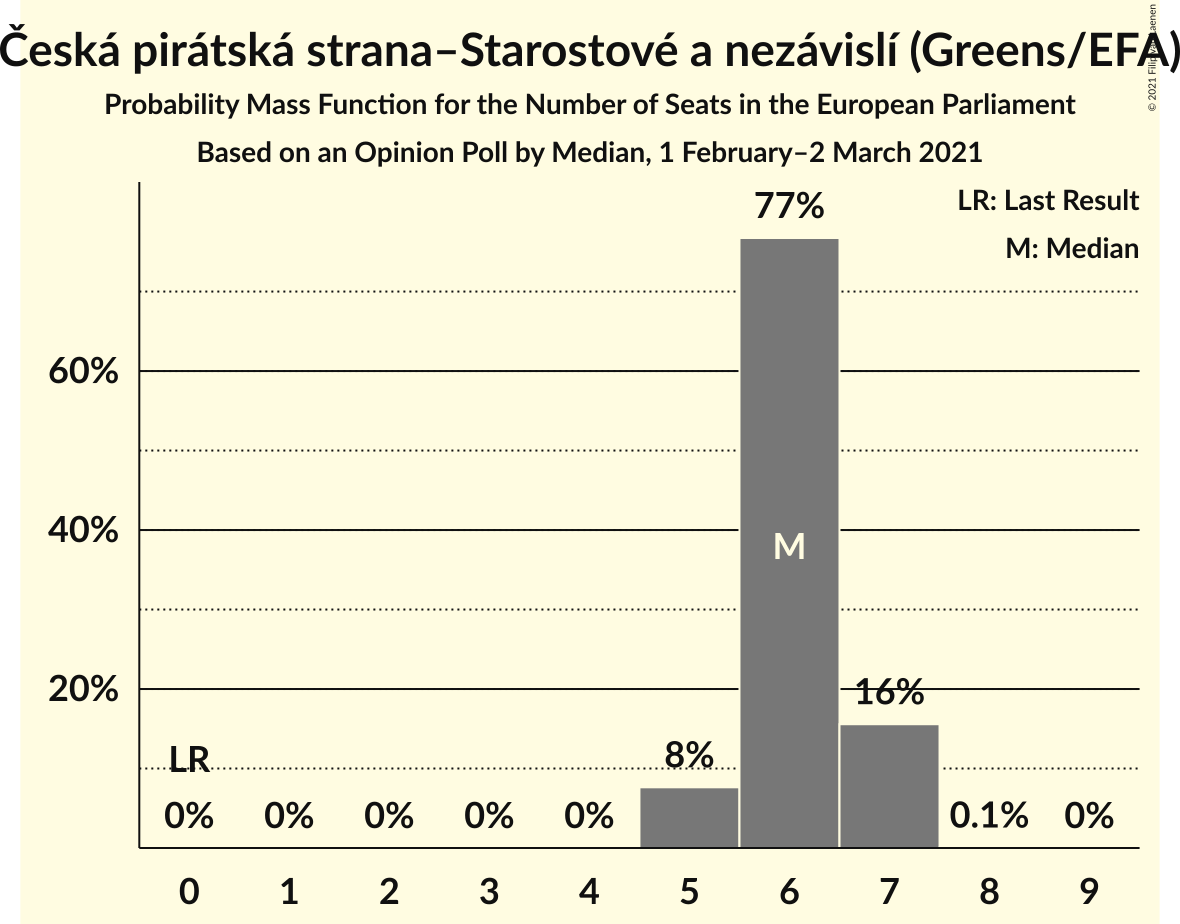 Česká pirátská strana–Starostové a nezávislí (Greens/EFA)
Probability Mass Function for the Number of Seats in the European Parliament
Based on an Opinion Poll by Median, 1 February–2 March 2021
LR: Last Result
M: Median
77%
60%
40%
M
20%
16%
8%
LR
0% 0% 0% 0% 0% 0.1% 0%
0 1 2 3 4 5 6 7 8 9
© 2021 Filip